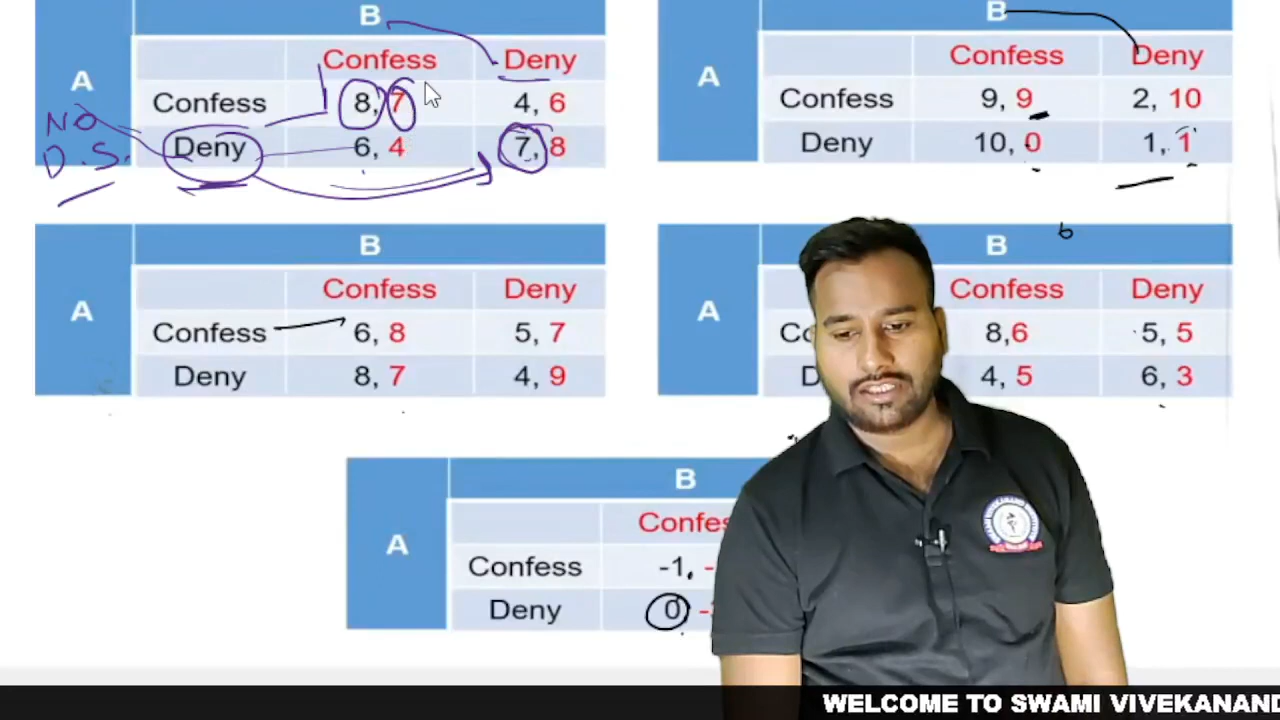 B
Confess Deny
A
Confess 8, 7 4, 6
Deny 6, 4 7, 8
NO
D.S.
B
Confess Deny
A
Confess 9, 9 2, 10
Deny 10, 0 1, 1
B
Confess Deny
A
Confess 6, 8 5, 7
Deny 8, 7 4, 9
6
B
Confess Deny
A
8,6 5, 5
4, 5 6, 3
B
A
Confess -1,
Deny 0
WELCOME TO SWAMI VIVEKANAND